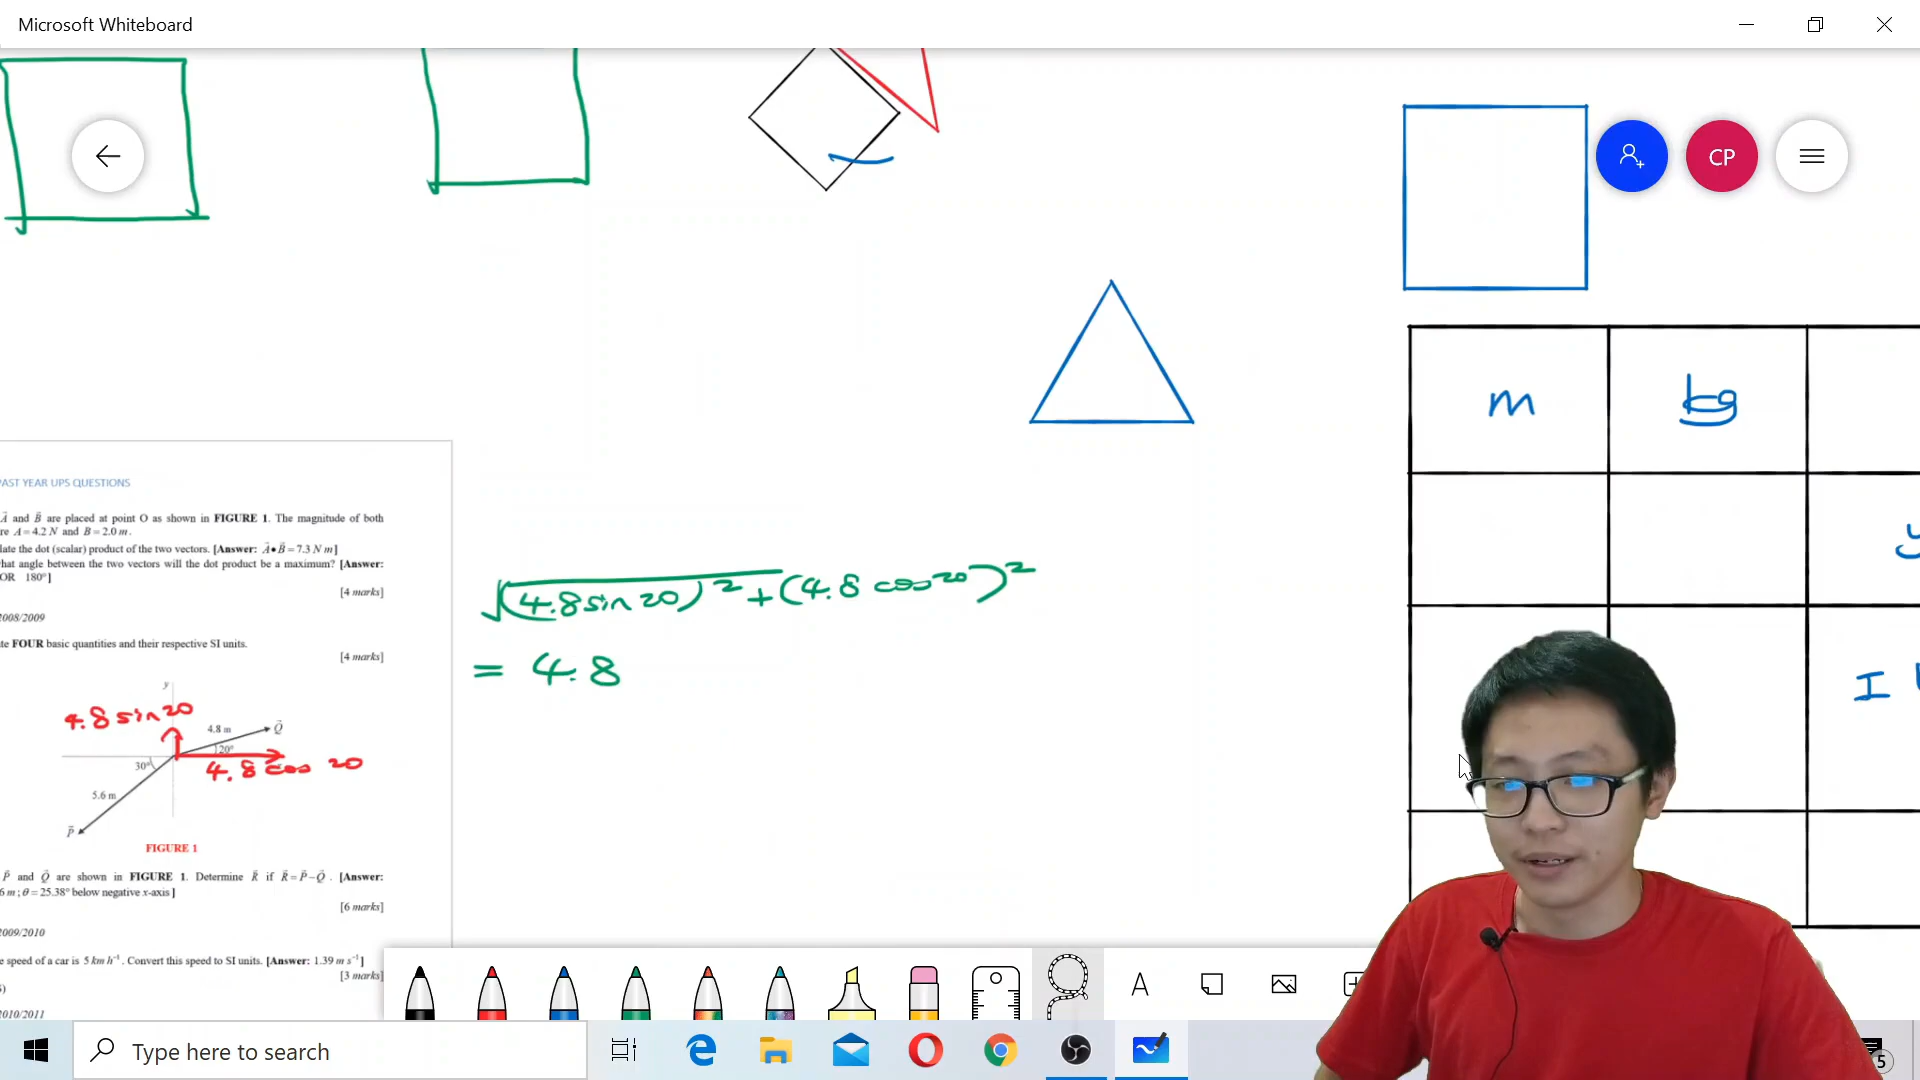 Microsoft Whiteboard
CP
m
kg
y
I
PAST YEAR UPS QUESTIONS
A and B are placed at point O as shown in FIGURE 1. The magnitude of both
re A=4.2 N and B=2.0 m.
late the dot (scalar) product of the two vectors. [Answer: A•B=7.3 N m]
hat angle between the two vectors will the dot product be a maximum? [Answer:
OR 180°]
[4 marks]
2008/2009
te FOUR basic quantities and their respective SI units.
[4 marks]
√(4.8sin 20)² + (4.8 cos 20)²
= 4.8
y
4.8 sin 20
4.8 m
Q
20°
4.8 cos 20
30°
5.6 m
P
FIGURE 1
P and Q are shown in FIGURE 1. Determine R if R=P−Q. [Answer:
6 m; θ=25.38° below negative x-axis]
[6 marks]
2009/2010
e speed of a car is 5 km h⁻¹. Convert this speed to SI units. [Answer: 1.39 m s⁻¹]
[3 marks]
2010/2011
A
Type here to search
5